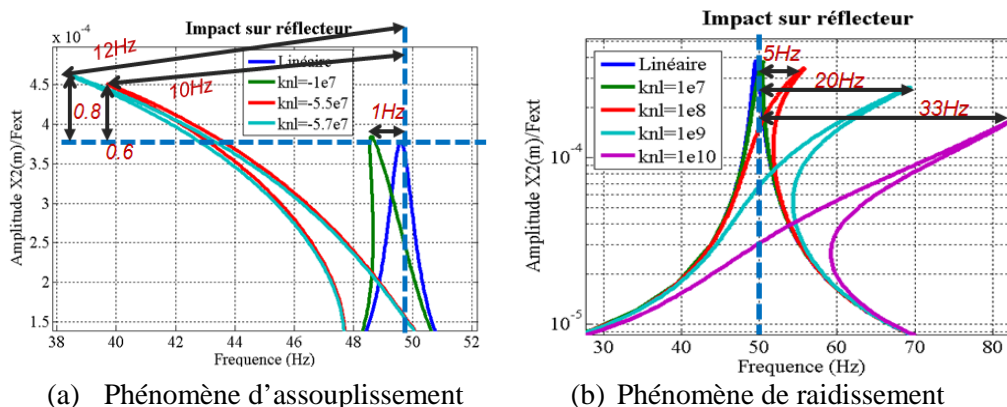 Impact sur réflecteur
x 10⁻⁴
12Hz
10Hz
1Hz
0.8
0.6
Linéaire
knl=-1e7
knl=-5.5e7
knl=-5.7e7
Amplitude X2(m)/Fext
4.5
4
3.5
3
2.5
2
1.5
38 40 42 44 46 48 50 52
Frequence (Hz)
(a) Phénomène d'assouplissement
Impact sur réflecteur
Linéaire
knl=1e7
knl=1e8
knl=1e9
knl=1e10
5Hz
20Hz
33Hz
Amplitude X2(m)/Fext
10⁻⁴
10⁻⁵
30 40 50 60 70 80
Frequence (Hz)
(b) Phénomène de raidissement